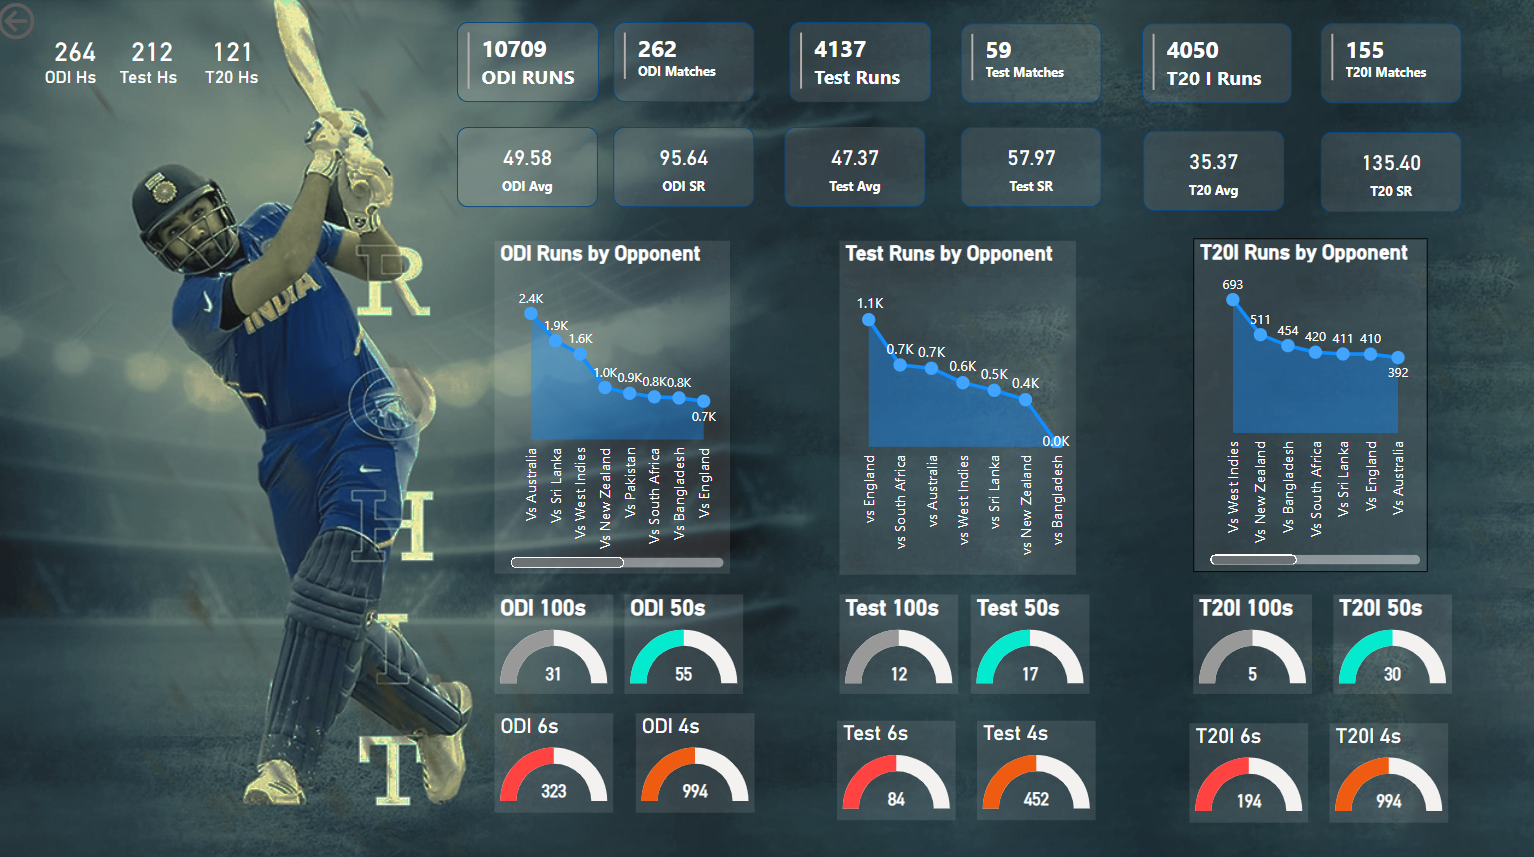 264
ODI Hs
212
Test Hs
121
T20 Hs
10709
ODI RUNS
262
ODI Matches
4137
Test Runs
59
Test Matches
4050
T20 I Runs
155
T20I Matches
49.58
ODI Avg
95.64
ODI SR
47.37
Test Avg
57.97
Test SR
35.37
T20 Avg
135.40
T20 SR
INDIA
R
O
H
I
T
ODI Runs by Opponent
2.4K
1.9K
1.6K
1.0K
0.9K
0.8K
0.8K
0.7K
Vs Australia
Vs Sri Lanka
Vs West Indies
Vs New Zealand
Vs Pakistan
Vs South Africa
Vs Bangladesh
Vs England
Test Runs by Opponent
1.1K
0.7K
0.7K
0.6K
0.5K
0.4K
0.0K
vs England
vs South Africa
vs Australia
vs West Indies
vs Sri Lanka
vs New Zealand
vs Bangladesh
T20I Runs by Opponent
693
511
454
420
411
410
392
Vs West Indies
Vs New Zealand
Vs Bangladesh
Vs South Africa
Vs Sri Lanka
Vs England
Vs Australia
ODI 100s
31
ODI 50s
55
Test 100s
12
Test 50s
17
T20I 100s
5
T20I 50s
30
ODI 6s
323
ODI 4s
994
Test 6s
84
Test 4s
452
T20I 6s
194
T20I 4s
994